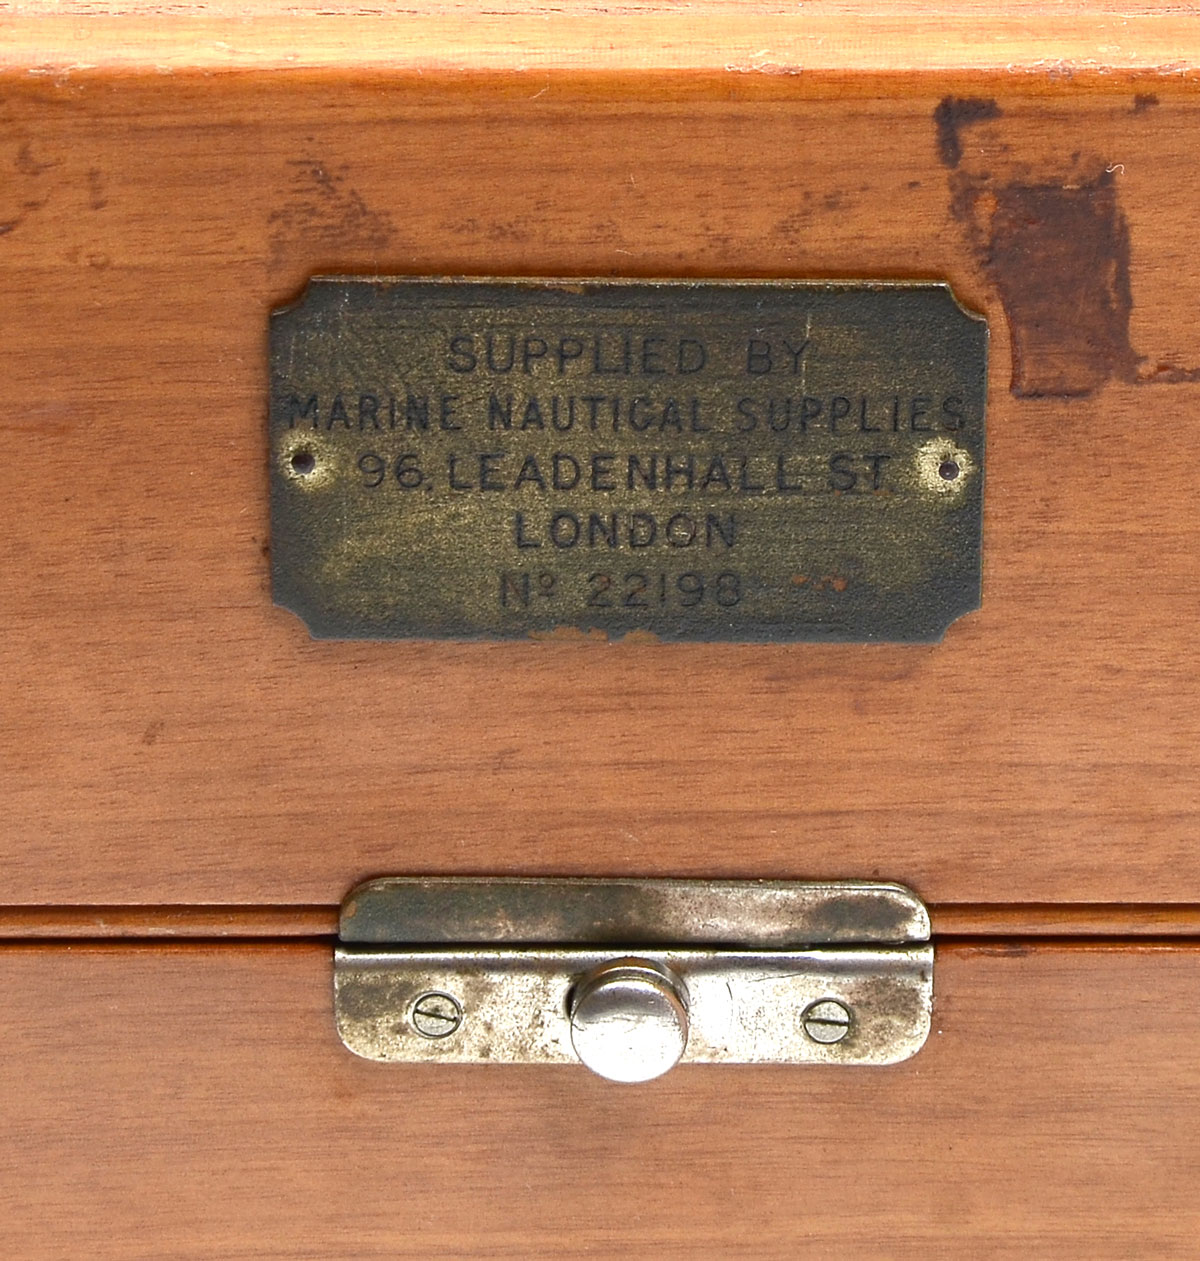 SUPPLIED BY
MARINE NAUTICAL SUPPLIES
96. LEADENHALL ST
LONDON
Nº 22198